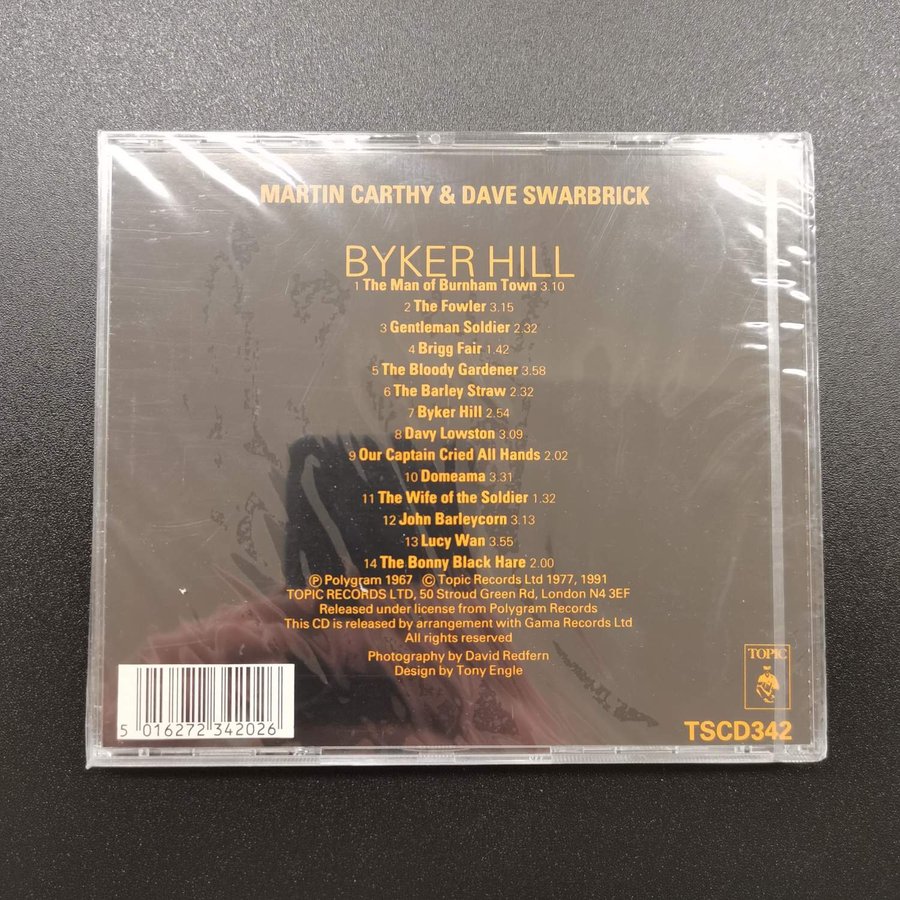 MARTIN CARTHY & DAVE SWARBRICK
BYKER HILL
1 The Man of Burnham Town 3.10
2 The Fowler 3.15
3 Gentleman Soldier 2.32
4 Brigg Fair 1.42
5 The Bloody Gardener 3.58
6 The Barley Straw 2.32
7 Byker Hill 2.54
8 Davy Lowston 3.09
9 Our Captain Cried All Hands 2.02
10 Domeama 3.31
11 The Wife of the Soldier 1.32
12 John Barleycorn 3.13
13 Lucy Wan 3.55
14 The Bonny Black Hare 2.00
Ⓟ Polygram 1967 © Topic Records Ltd 1977, 1991
TOPIC RECORDS LTD, 50 Stroud Green Rd, London N4 3EF
Released under license from Polygram Records
This CD is released by arrangement with Gama Records Ltd
All rights reserved
Photography by David Redfern
Design by Tony Engle
TOPIC
TSCD342
5 016272 342026